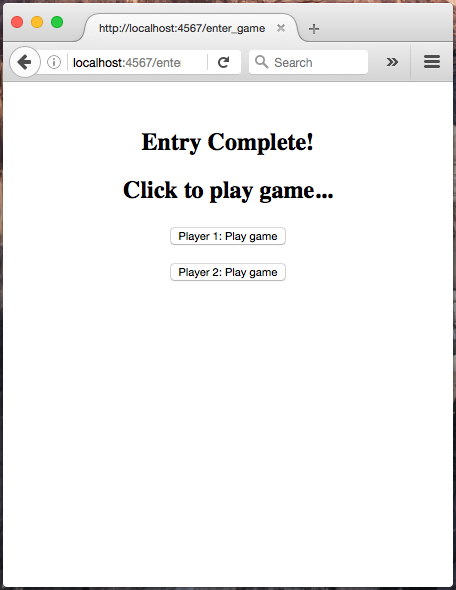 http://localhost:4567/enter_game
localhost:4567/ente
Search
Entry Complete!
Click to play game...
Player 1: Play game
Player 2: Play game